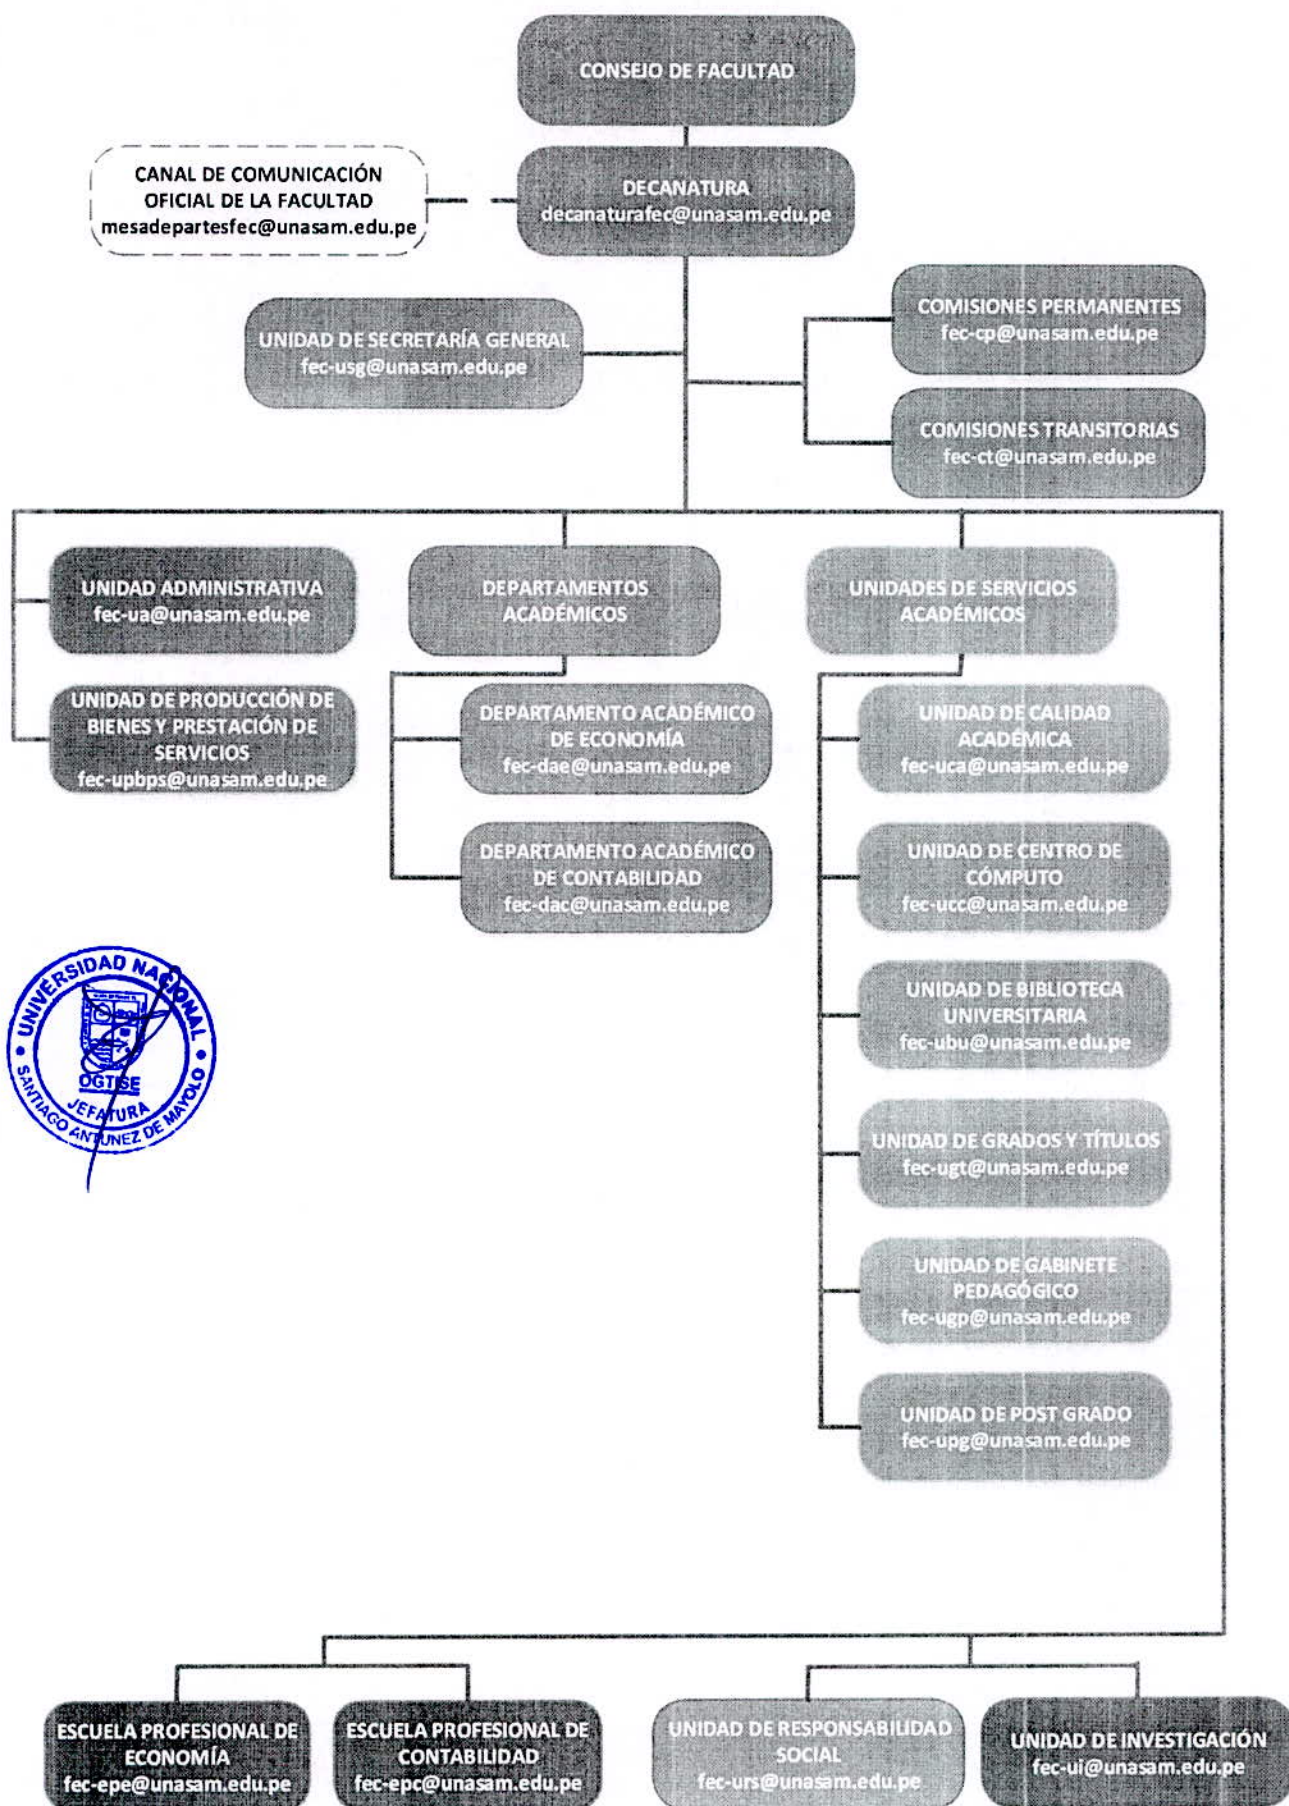 CONSEJO DE FACULTAD
CANAL DE COMUNICACIÓN
OFICIAL DE LA FACULTAD
mesadepartesfec@unasam.edu.pe
DECANATURA
decanaturafec@unasam.edu.pe
UNIDAD DE SECRETARÍA GENERAL
fec-usg@unasam.edu.pe
COMISIONES PERMANENTES
fec-cp@unasam.edu.pe
COMISIONES TRANSITORIAS
fec-ct@unasam.edu.pe
UNIDAD ADMINISTRATIVA
fec-ua@unasam.edu.pe
UNIDAD DE PRODUCCIÓN DE
BIENES Y PRESTACIÓN DE
SERVICIOS
fec-upbps@unasam.edu.pe
DEPARTAMENTOS
ACADÉMICOS
DEPARTAMENTO ACADÉMICO
DE ECONOMÍA
fec-dae@unasam.edu.pe
DEPARTAMENTO ACADÉMICO
DE CONTABILIDAD
fec-dac@unasam.edu.pe
UNIDADES DE SERVICIOS
ACADÉMICOS
UNIDAD DE CALIDAD
ACADÉMICA
fec-uca@unasam.edu.pe
UNIDAD DE CENTRO DE
CÓMPUTO
fec-ucc@unasam.edu.pe
UNIDAD DE BIBLIOTECA
UNIVERSITARIA
fec-ubu@unasam.edu.pe
UNIDAD DE GRADOS Y TÍTULOS
fec-ugt@unasam.edu.pe
UNIDAD DE GABINETE
PEDAGÓGICO
fec-ugp@unasam.edu.pe
UNIDAD DE POST GRADO
fec-upg@unasam.edu.pe
UNIVERSIDAD NACIONAL
SANTIAGO ANTUNEZ DE MAYOLO
OGTISE
JEFATURA
ESCUELA PROFESIONAL DE
ECONOMÍA
fec-epe@unasam.edu.pe
ESCUELA PROFESIONAL DE
CONTABILIDAD
fec-epc@unasam.edu.pe
UNIDAD DE RESPONSABILIDAD
SOCIAL
fec-urs@unasam.edu.pe
UNIDAD DE INVESTIGACIÓN
fec-ui@unasam.edu.pe